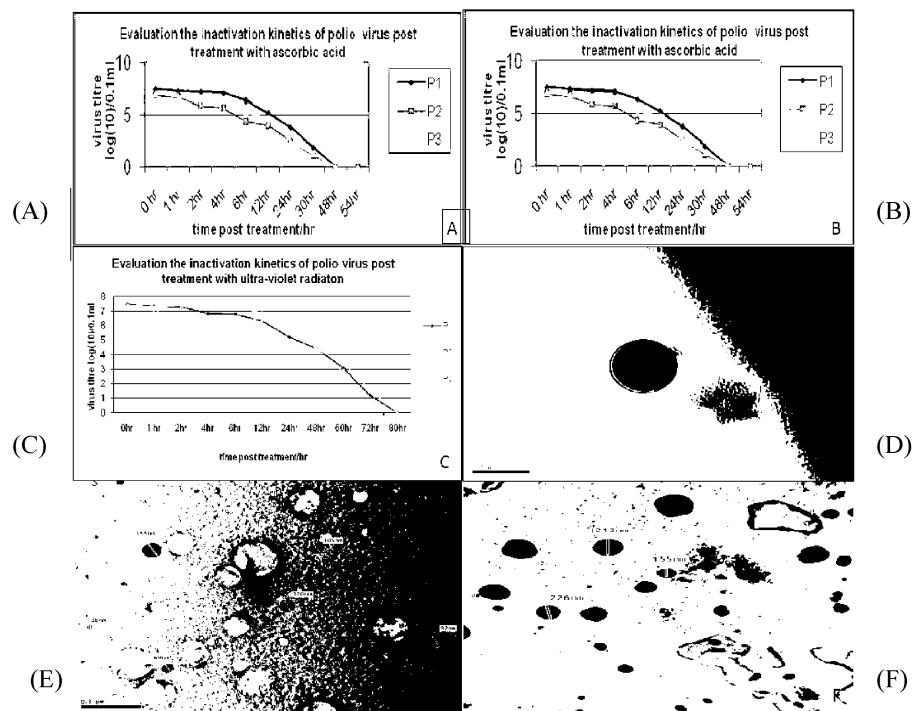 Evaluation the inactivation kinetics of polio virus post
treatment with ascorbic acid
virus titre
log(10)/0.1ml
10
5
0
P1
P2
P3
0 hr
1 hr
2hr
4hr
6hr
12hr
24hr
30hr
48hr
54hr
time post treatment/hr
A
(A)
Evaluation the inactivation kinetics of polio virus post
treatment with ascorbic acid
virus titre
log(10)/0.1ml
10
5
0
P1
P2
P3
0 hr
1 hr
2hr
4hr
6hr
12hr
24hr
30hr
48hr
54hr
time post treatment/hr
B
(B)
Evaluation the inactivation kinetics of polio virus post
treatment with ultra-violet radiaton
virus titre log(10)/0.1ml
8
7
6
5
4
3
2
1
0
0hr
1 hr
2hr
4hr
6hr
12hr
24hr
48hr
60hr
72hr
80hr
time post treatment/hr
C
(C)
(D)
(E)
226nm
155nm
(F)